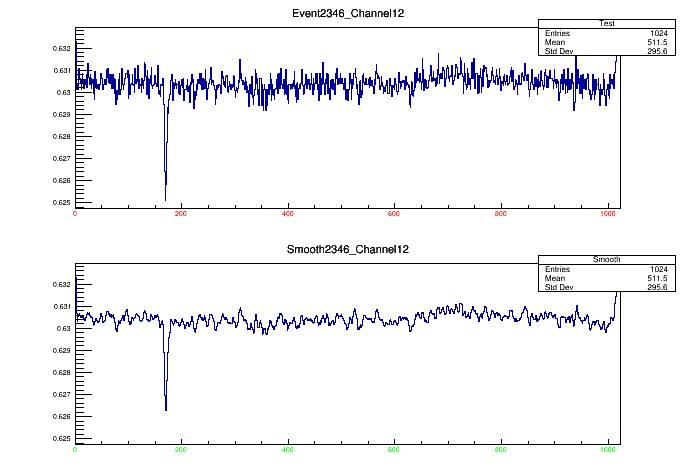 Event2346_Channel12
Test
Entries 1024
Mean 511.5
Std Dev 295.6
0.632
0.631
0.63
0.629
0.628
0.627
0.626
0.625
0 200 400 600 800 1000
Smooth2346_Channel12
Smooth
Entries 1024
Mean 511.5
Std Dev 295.6
0.632
0.631
0.63
0.629
0.628
0.627
0.626
0.625
0 200 400 600 800 1000